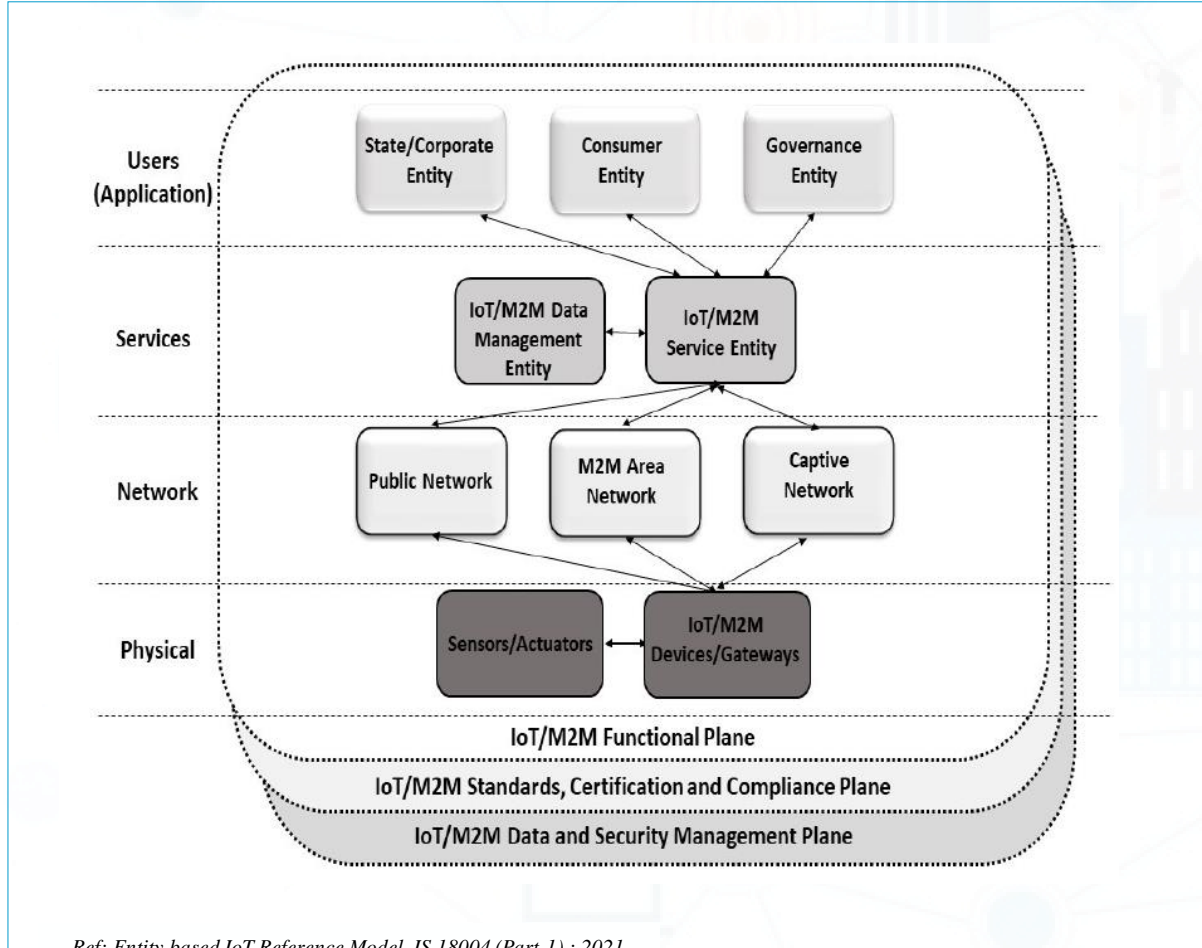 Users
(Application)
State/Corporate
Entity
Consumer
Entity
Governance
Entity
Services
IoT/M2M Data
Management
Entity
IoT/M2M
Service Entity
Network
Public Network
M2M Area
Network
Captive
Network
Physical
Sensors/Actuators
IoT/M2M
Devices/Gateways
IoT/M2M Functional Plane
IoT/M2M Standards, Certification and Compliance Plane
IoT/M2M Data and Security Management Plane
Ref: Entity based IoT Reference Model, IS 18004 (Part-1) : 2021